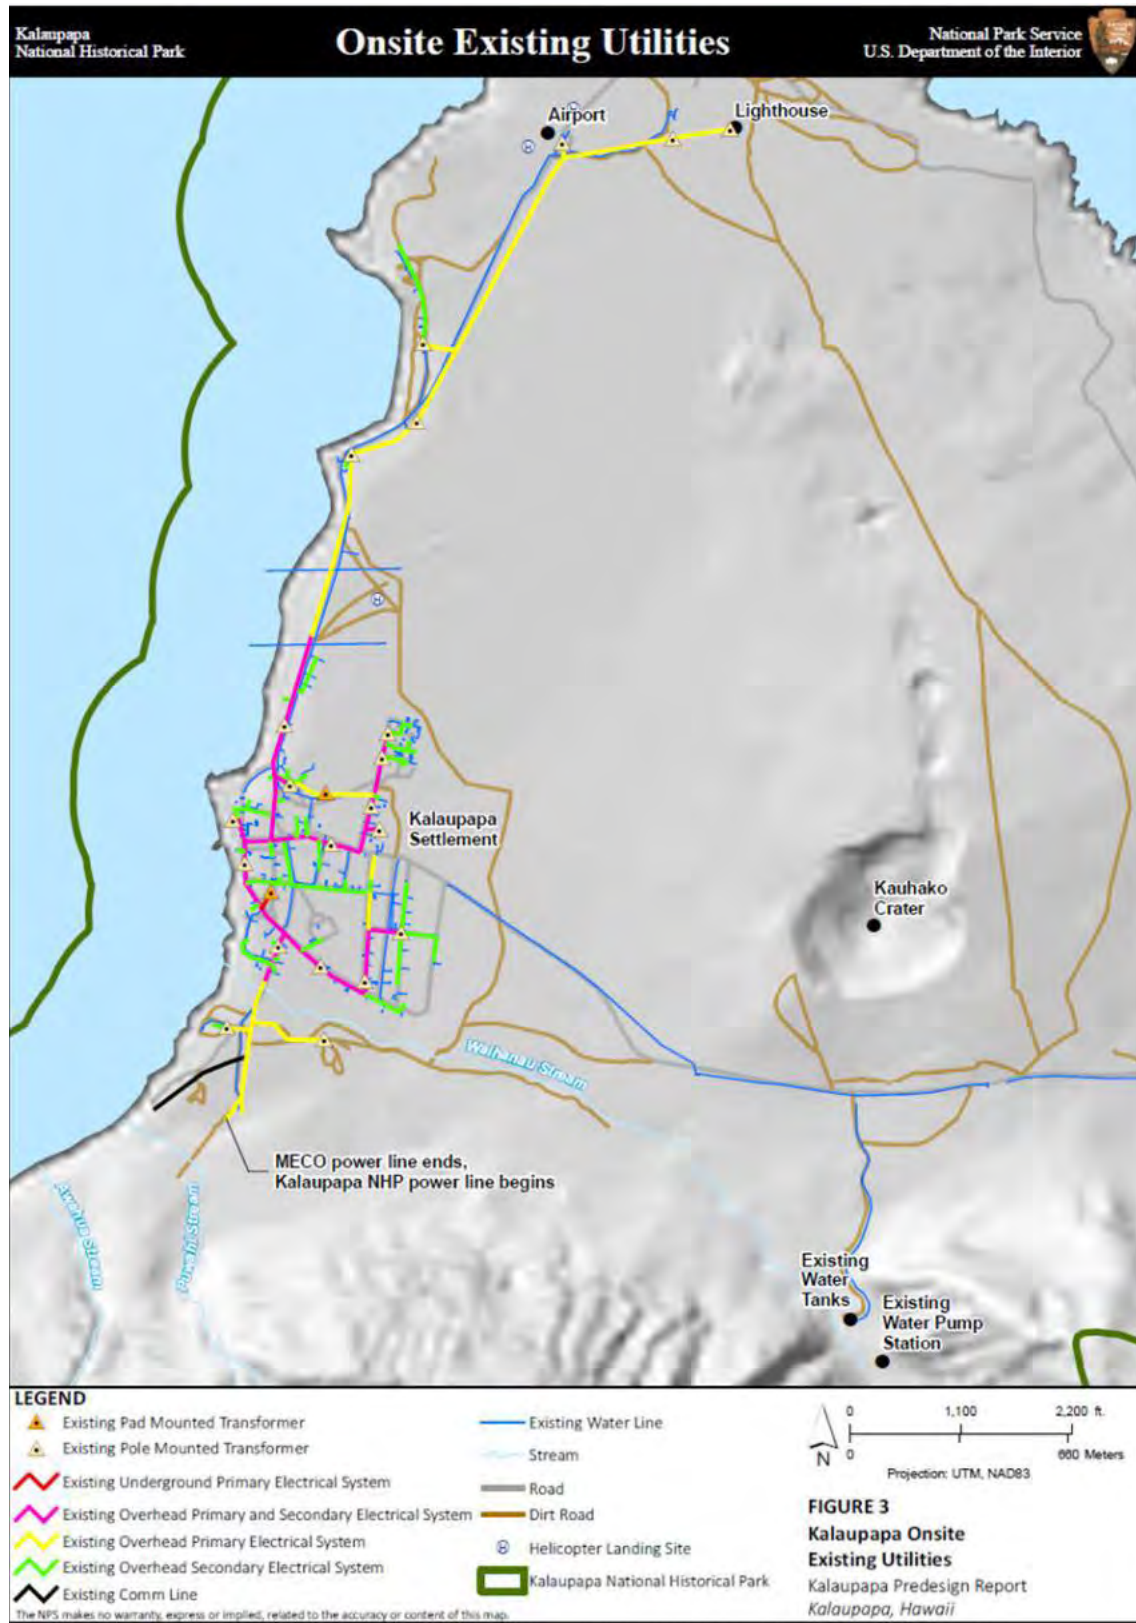 Kalaupapa
National Historical Park
Onsite Existing Utilities
National Park Service
U.S. Department of the Interior
Airport
Lighthouse
Kalaupapa
Settlement
Kauhako
Crater
Waihanau Stream
MECO power line ends,
Kalaupapa NHP power line begins
Awahua Stream
Puwahi Stream
Existing
Water
Tanks
Existing
Water Pump
Station
LEGEND
Existing Pad Mounted Transformer
Existing Pole Mounted Transformer
Existing Underground Primary Electrical System
Existing Overhead Primary and Secondary Electrical System
Existing Overhead Primary Electrical System
Existing Overhead Secondary Electrical System
Existing Comm Line
Existing Water Line
Stream
Road
Dirt Road
H Helicopter Landing Site
Kalaupapa National Historical Park
N
0 1,100 2,200 ft.
0 660 Meters
Projection: UTM, NAD83
FIGURE 3
Kalaupapa Onsite
Existing Utilities
Kalaupapa Predesign Report
Kalaupapa, Hawaii
The NPS makes no warranty, express or implied, related to the accuracy or content of this map.